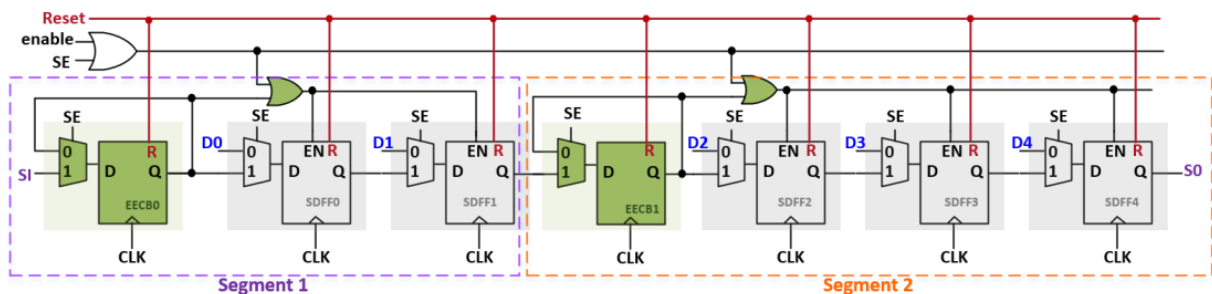 Reset
enable
SE
SE SE SE SE SE SE SE
D0 D1 D2 D3 D4
0 R 0 EN R 0 EN R 0 R 0 EN R 0 EN R 0 EN R
SI 1 D Q 1 D Q 1 D Q 1 D Q 1 D Q 1 D Q 1 D Q S0
EECB0 SDFF0 SDFF1 EECB1 SDFF2 SDFF3 SDFF4
CLK CLK CLK CLK CLK CLK CLK
Segment 1 Segment 2